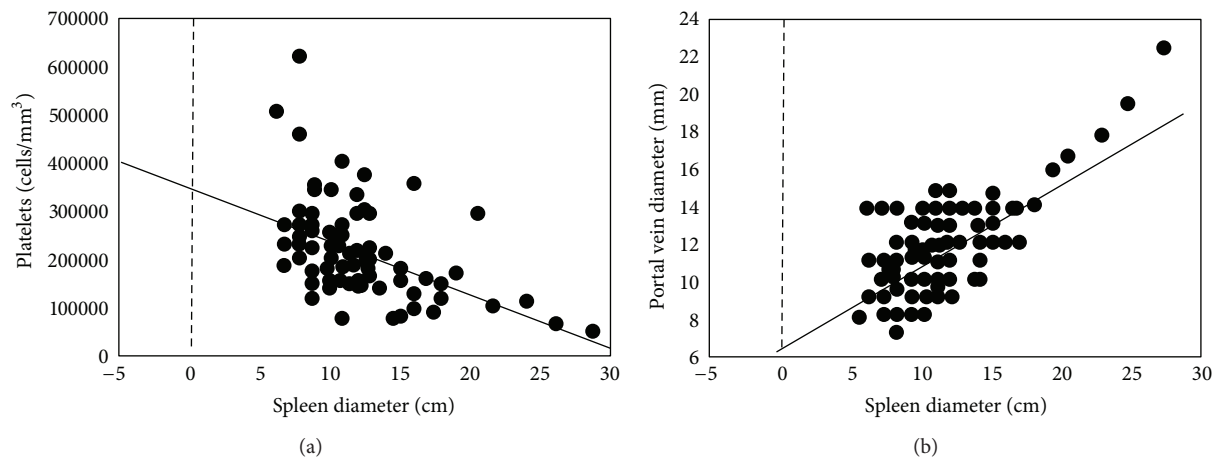 700000
600000
500000
400000
300000
200000
100000
0
Platelets (cells/mm³)
−5 0 5 10 15 20 25 30
Spleen diameter (cm)
(a)
24
22
20
18
16
14
12
10
8
6
Portal vein diameter (mm)
−5 0 5 10 15 20 25 30
Spleen diameter (cm)
(b)